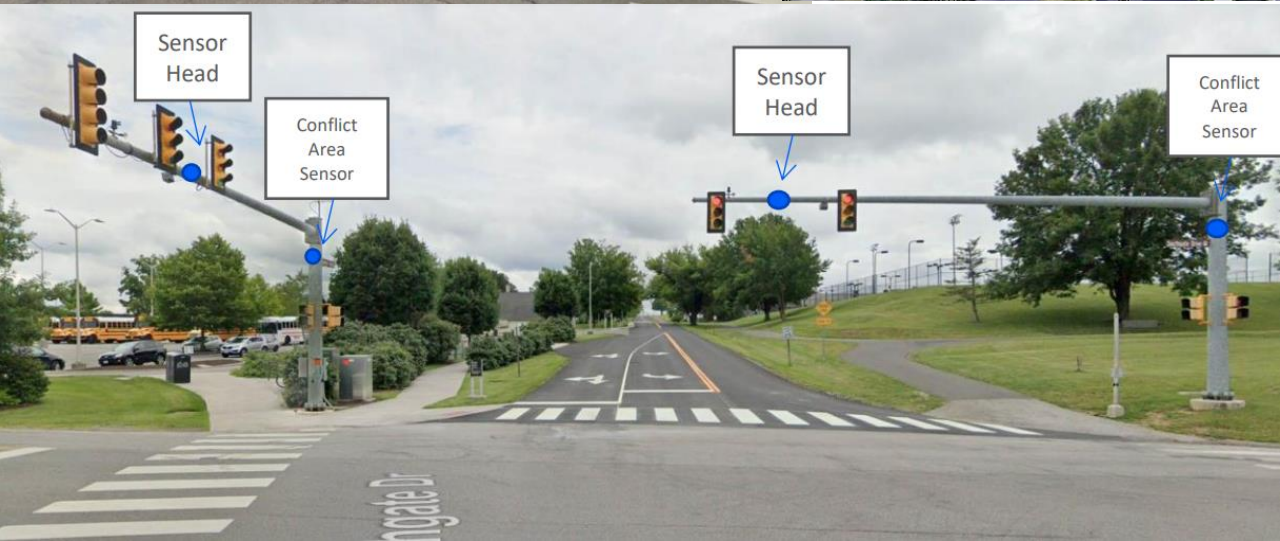 Sensor
Head
Conflict
Area
Sensor
Sensor
Head
Conflict
Area
Sensor
ngate Dr